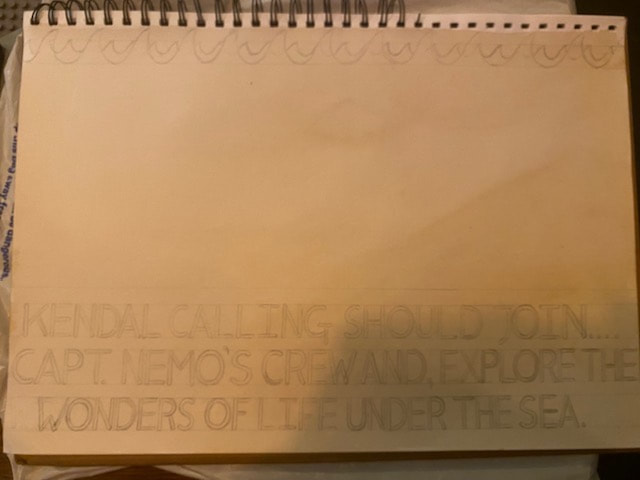 KENDAL CALLING SHOULD JOIN....
CAPT. NEMO'S CREW AND, EXPLORE THE
WONDERS OF LIFE UNDER THE SEA.